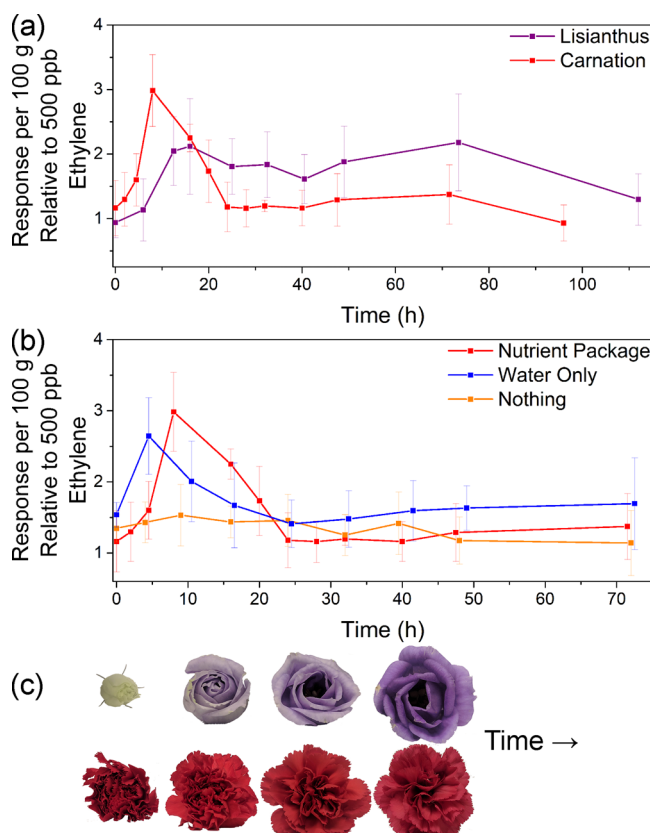 (a)
Response per 100 g
Relative to 500 ppb
Ethylene
4
3
2
1
Lisianthus
Carnation
0 20 40 60 80 100
Time (h)
(b)
Response per 100 g
Relative to 500 ppb
Ethylene
4
3
2
1
Nutrient Package
Water Only
Nothing
0 10 20 30 40 50 60 70
Time (h)
(c)
Time →